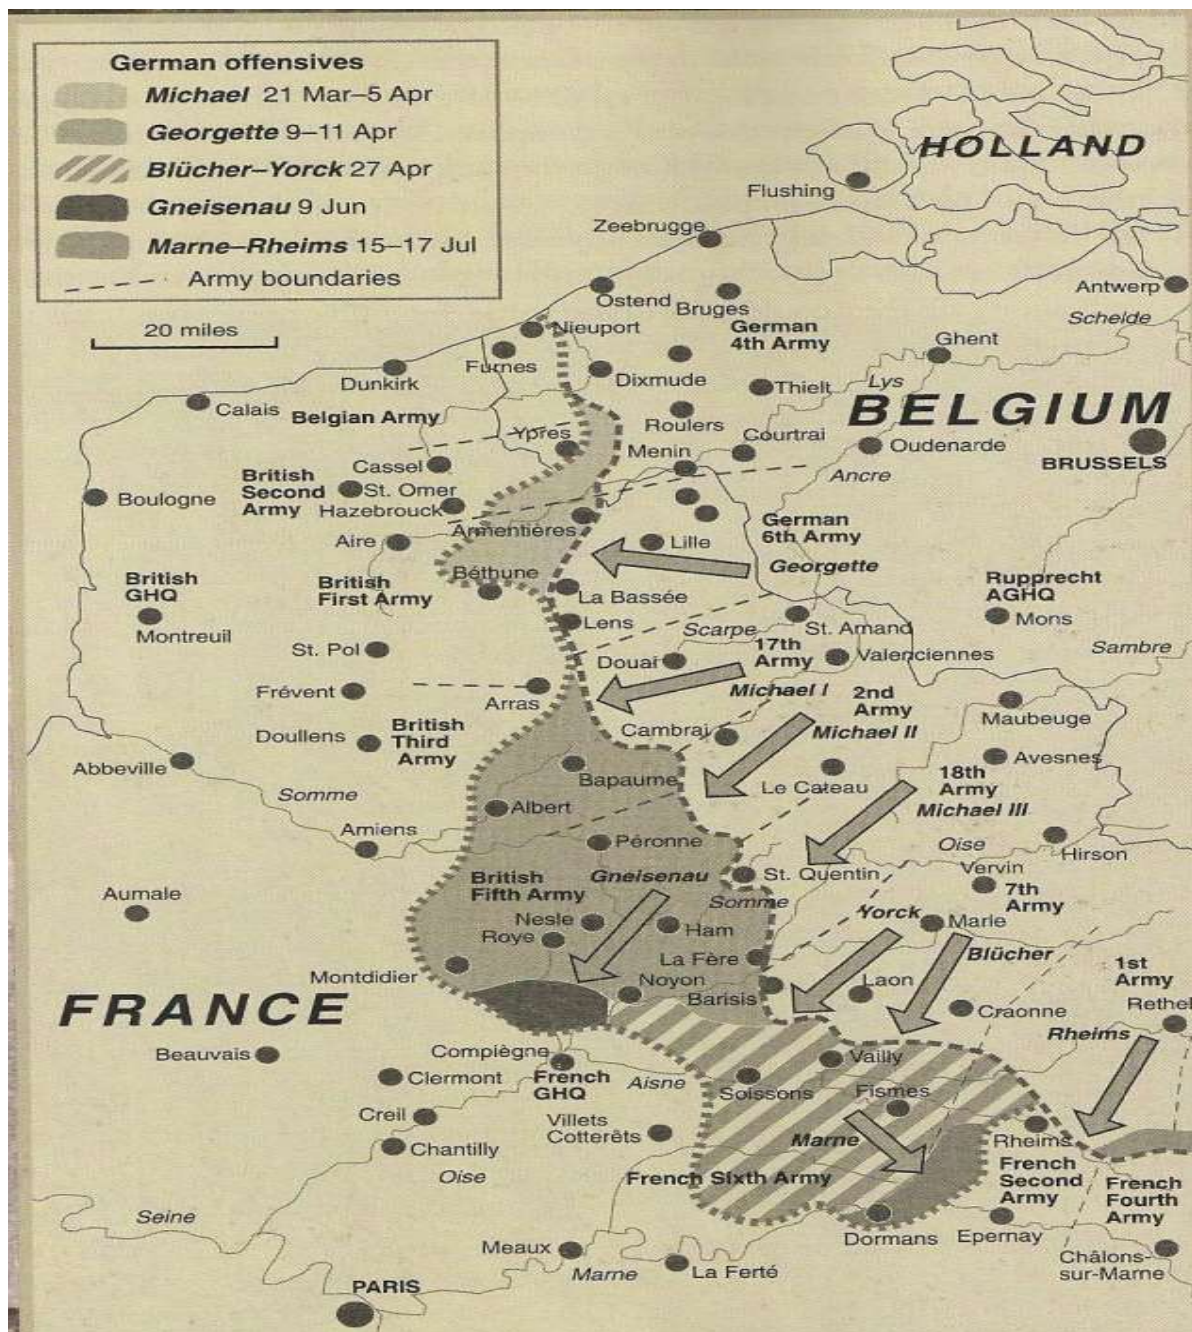 German offensives
Michael 21 Mar–5 Apr
Georgette 9–11 Apr
Blücher–Yorck 27 Apr
Gneisenau 9 Jun
Marne–Rheims 15–17 Jul
Army boundaries
20 miles
HOLLAND
Flushing
Zeebrugge
Antwerp
Ostend
Bruges
Schelde
Nieuport
German
4th Army
Ghent
Furnes
Dunkirk
Dixmude
Thielt
Lys
BELGIUM
Calais
Belgian Army
Roulers
Ypres
Courtrai
Menin
Oudenarde
BRUSSELS
Cassel
Ancre
British
Second
Army
St. Omer
Boulogne
Hazebrouck
Armentières
German
6th Army
Aire
Lille
Georgette
Béthune
British
GHQ
British
First Army
La Bassée
Rupprecht
AGHQ
Montreuil
Lens
Mons
Scarpe
St. Amand
St. Pol
Douai
17th
Army
Valenciennes
Sambre
Frévent
Arras
Michael I
2nd
Army
Maubeuge
Doullens
British
Third
Army
Cambrai
Michael II
Abbeville
Bapaume
Le Cateau
Avesnes
18th
Army
Somme
Albert
Michael III
Amiens
Péronne
Oise
Hirson
Vervin
British
Fifth Army
Gneisenau
St. Quentin
7th
Army
Aumale
Somme
Nesle
Yorck
Marle
Roye
Ham
Blücher
La Fère
Montdidier
Noyon
Barisis
Laon
1st
Army
FRANCE
Craonne
Rethel
Rheims
Beauvais
Compiègne
Vailly
Clermont
French
GHQ
Aisne
Soissons
Fismes
Creil
Villets
Cotterêts
Marne
Rheims
Chantilly
Oise
French Sixth Army
French
Second
Army
French
Fourth
Army
Seine
Dormans
Epernay
Meaux
Marne
La Ferté
Châlons-
sur-Marne
PARIS